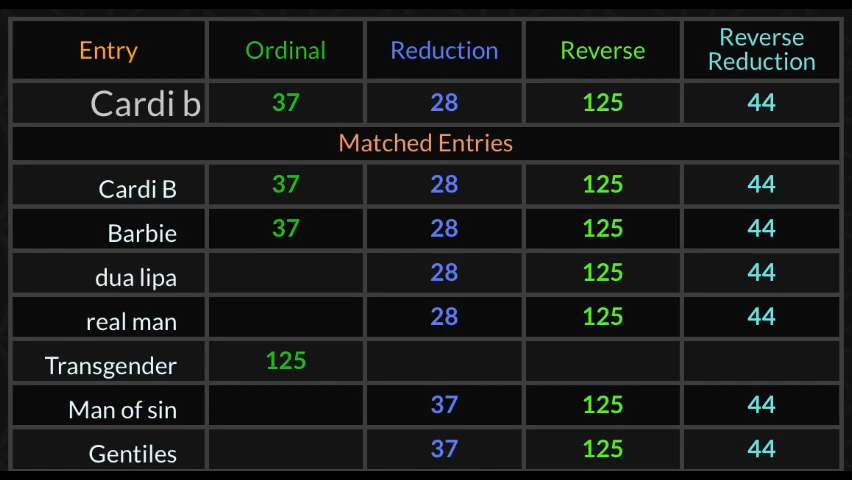 Entry Ordinal Reduction Reverse Reverse Reduction
Cardi b 37 28 125 44
Matched Entries
Cardi B 37 28 125 44
Barbie 37 28 125 44
dua lipa 28 125 44
real man 28 125 44
Transgender 125
Man of sin 37 125 44
Gentiles 37 125 44